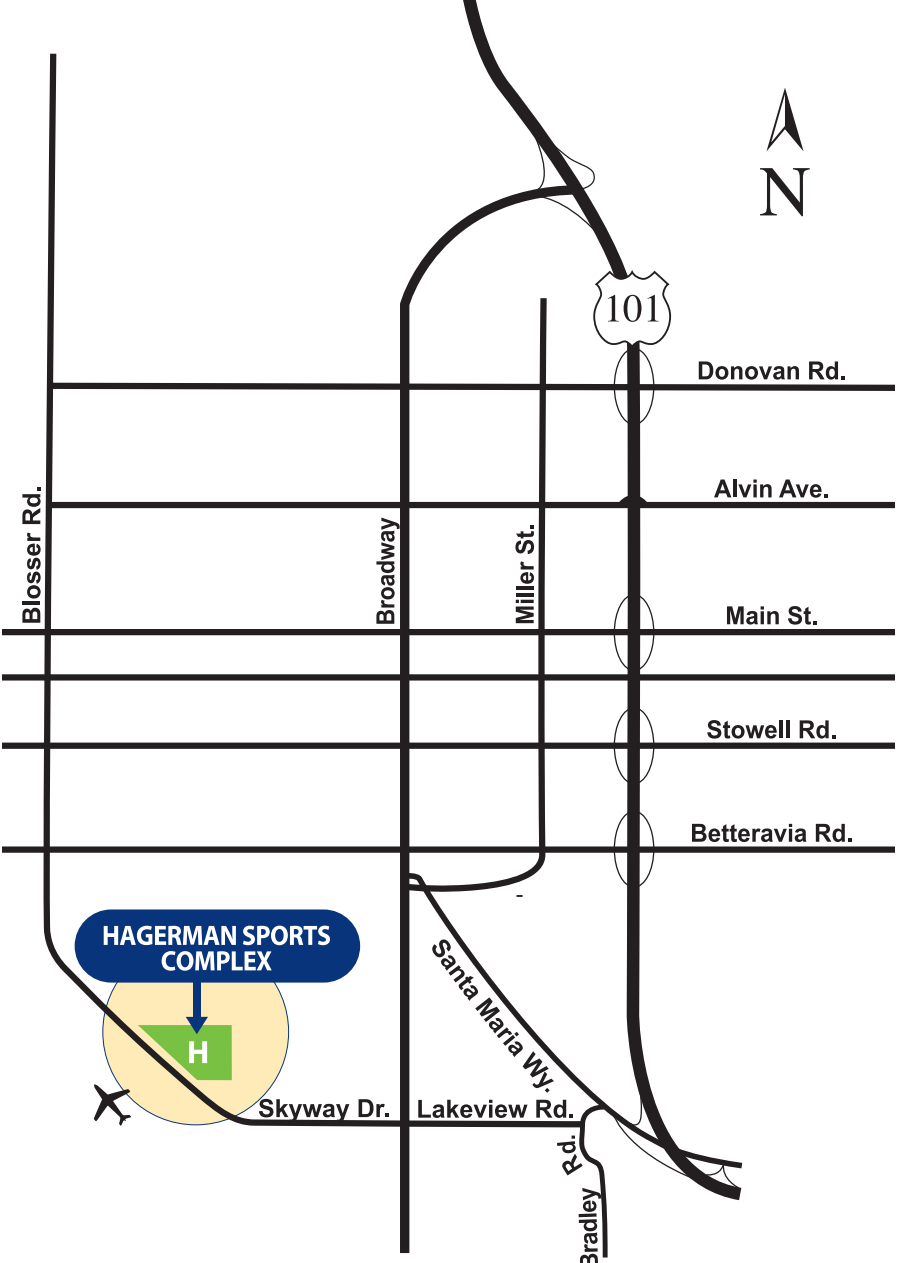 N
101
Donovan Rd.
Alvin Ave.
Blosser Rd.
Broadway
Miller St.
Main St.
Stowell Rd.
Betteravia Rd.
HAGERMAN SPORTS
COMPLEX
Santa Maria Wy.
H
Skyway Dr.
Lakeview Rd.
Bradley Rd.